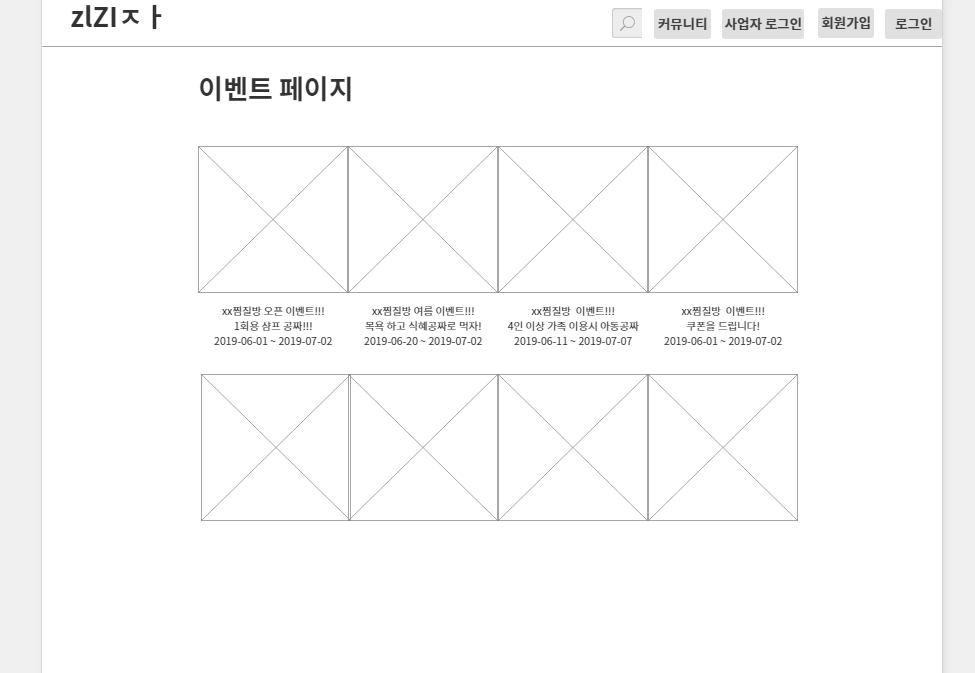 zlZIㅈㅏ
커뮤니티
사업자 로그인
회원가입
로그인
이벤트 페이지
xx찜질방 오픈 이벤트!!!
1회용 샴프 공짜!!!
2019-06-01 ~ 2019-07-02
xx찜질방 여름 이벤트!!!
목욕 하고 식혜공짜로 먹자!
2019-06-20 ~ 2019-07-02
xx찜질방 이벤트!!!
4인 이상 가족 이용시 아동공짜
2019-06-11 ~ 2019-07-07
xx찜질방 이벤트!!!
쿠폰을 드립니다!
2019-06-01 ~ 2019-07-02